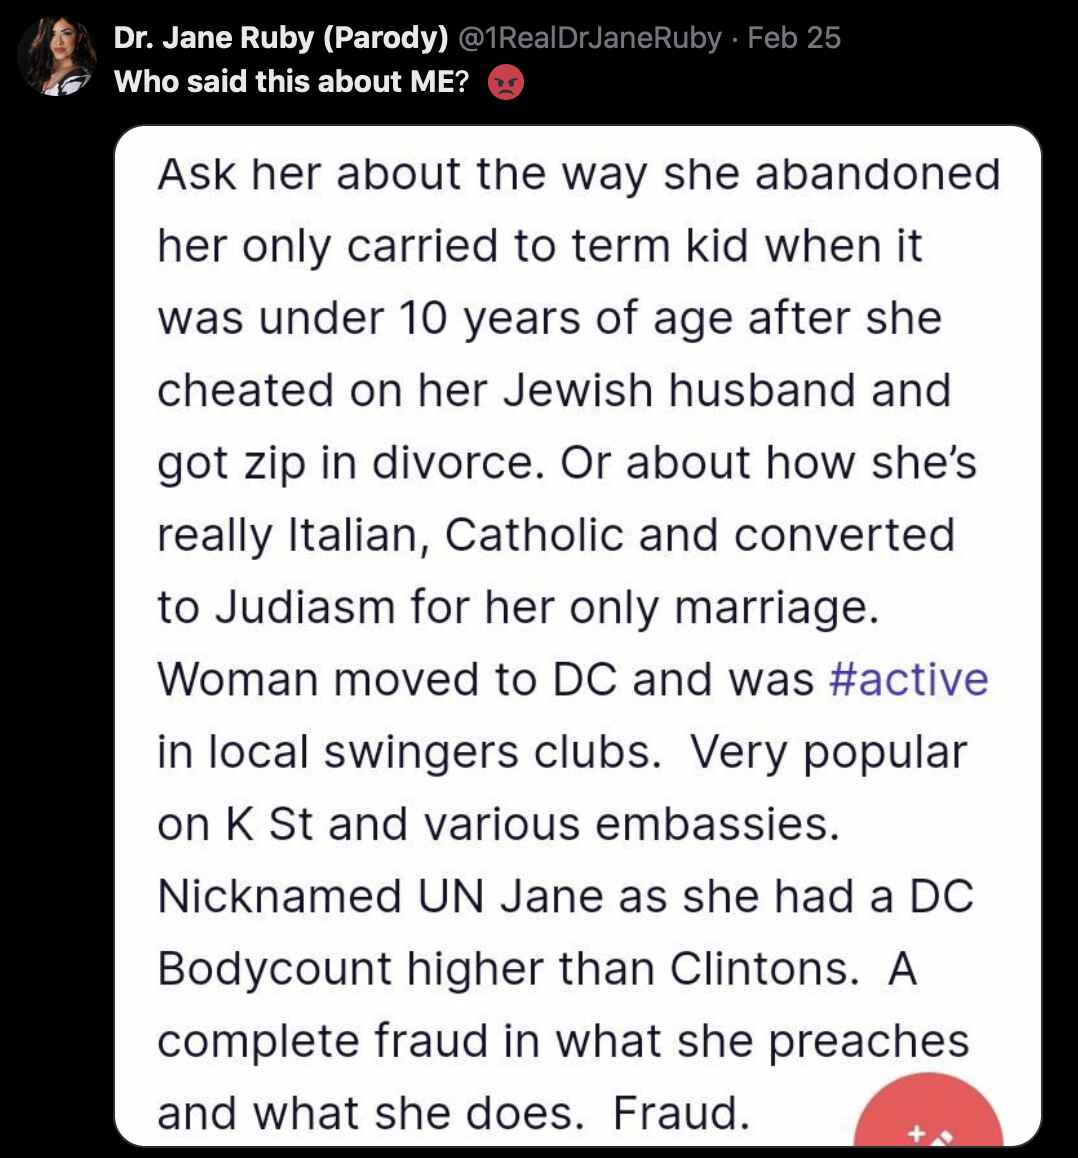 Dr. Jane Ruby (Parody) @1RealDrJaneRuby · Feb 25
Who said this about ME? 😡
Ask her about the way she abandoned
her only carried to term kid when it
was under 10 years of age after she
cheated on her Jewish husband and
got zip in divorce. Or about how she’s
really Italian, Catholic and converted
to Judiasm for her only marriage.
Woman moved to DC and was #active
in local swingers clubs.  Very popular
on K St and various embassies.
Nicknamed UN Jane as she had a DC
Bodycount higher than Clintons.  A
complete fraud in what she preaches
and what she does.  Fraud.